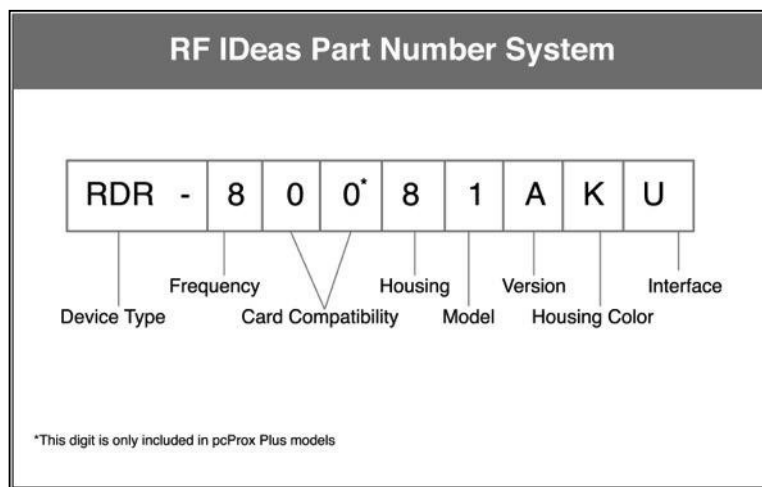 RF IDeas Part Number System
RDR - 8 0 0* 8 1 A K U
Frequency Housing Version Interface
Device Type Card Compatibility Model Housing Color
*This digit is only included in pcProx Plus models